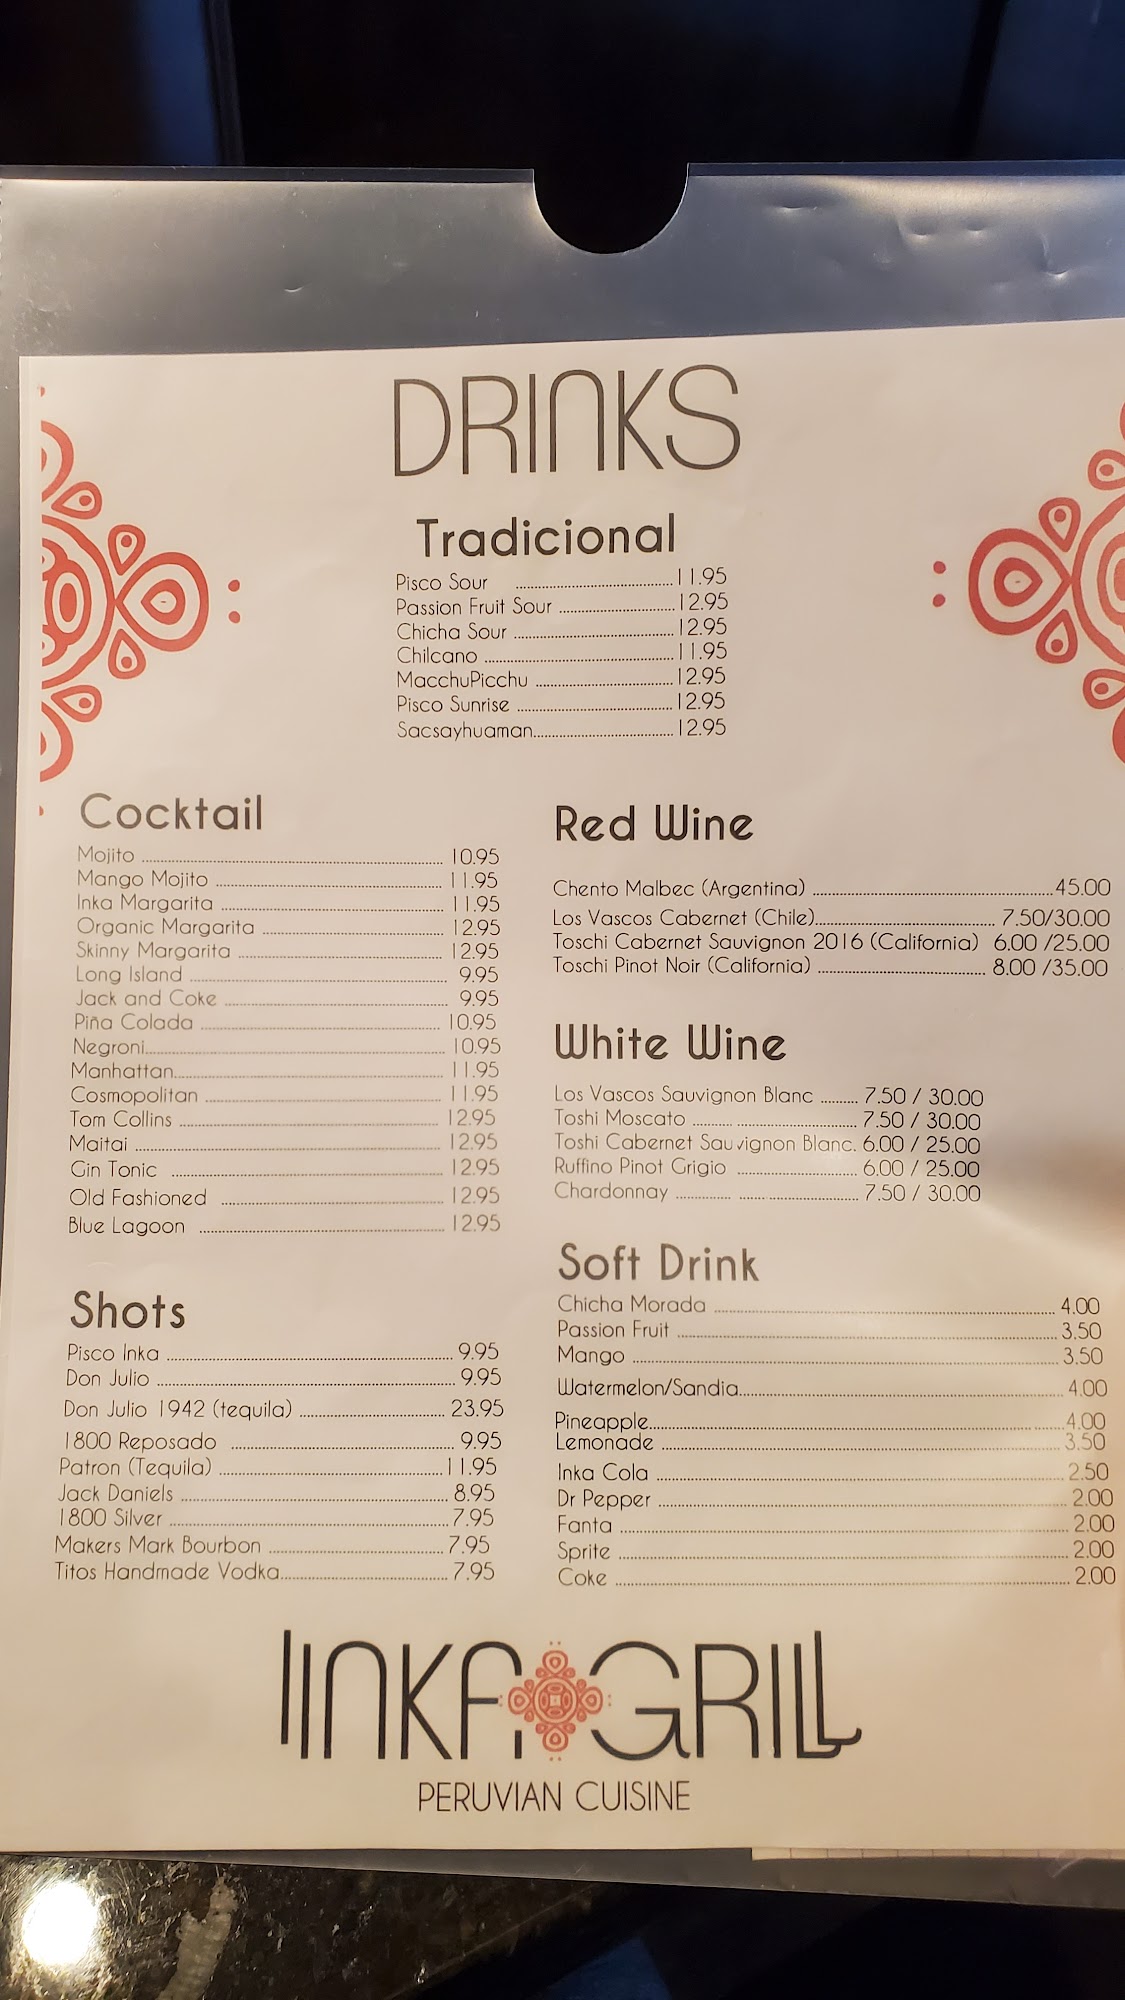 DRINKS
Tradicional
Pisco Sour 11.95
Passion Fruit Sour 12.95
Chicha Sour 12.95
Chilcano 11.95
MacchuPicchu 12.95
Pisco Sunrise 12.95
Sacsayhuaman 12.95
Cocktail
Mojito 10.95
Mango Mojito 11.95
Inka Margarita 11.95
Organic Margarita 12.95
Skinny Margarita 12.95
Long Island 9.95
Jack and Coke 9.95
Piña Colada 10.95
Negroni 10.95
Manhattan 11.95
Cosmopolitan 11.95
Tom Collins 12.95
Maitai 12.95
Gin Tonic 12.95
Old Fashioned 12.95
Blue Lagoon 12.95
Shots
Pisco Inka 9.95
Don Julio 9.95
Don Julio 1942 (tequila) 23.95
1800 Reposado 9.95
Patron (Tequila) 11.95
Jack Daniels 8.95
1800 Silver 7.95
Makers Mark Bourbon 7.95
Titos Handmade Vodka 7.95
Red Wine
Chento Malbec (Argentina) 45.00
Los Vascos Cabernet (Chile) 7.50/30.00
Toschi Cabernet Sauvignon 2016 (California) 6.00 /25.00
Toschi Pinot Noir (California) 8.00 /35.00
White Wine
Los Vascos Sauvignon Blanc 7.50 / 30.00
Toshi Moscato 7.50 / 30.00
Toshi Cabernet Sauvignon Blanc. 6.00 / 25.00
Ruffino Pinot Grigio 6.00 / 25.00
Chardonnay 7.50 / 30.00
Soft Drink
Chicha Morada 4.00
Passion Fruit 3.50
Mango 3.50
Watermelon/Sandia 4.00
Pineapple 4.00
Lemonade 3.50
Inka Cola 2.50
Dr Pepper 2.00
Fanta 2.00
Sprite 2.00
Coke 2.00
INKA GRILL
PERUVIAN CUISINE